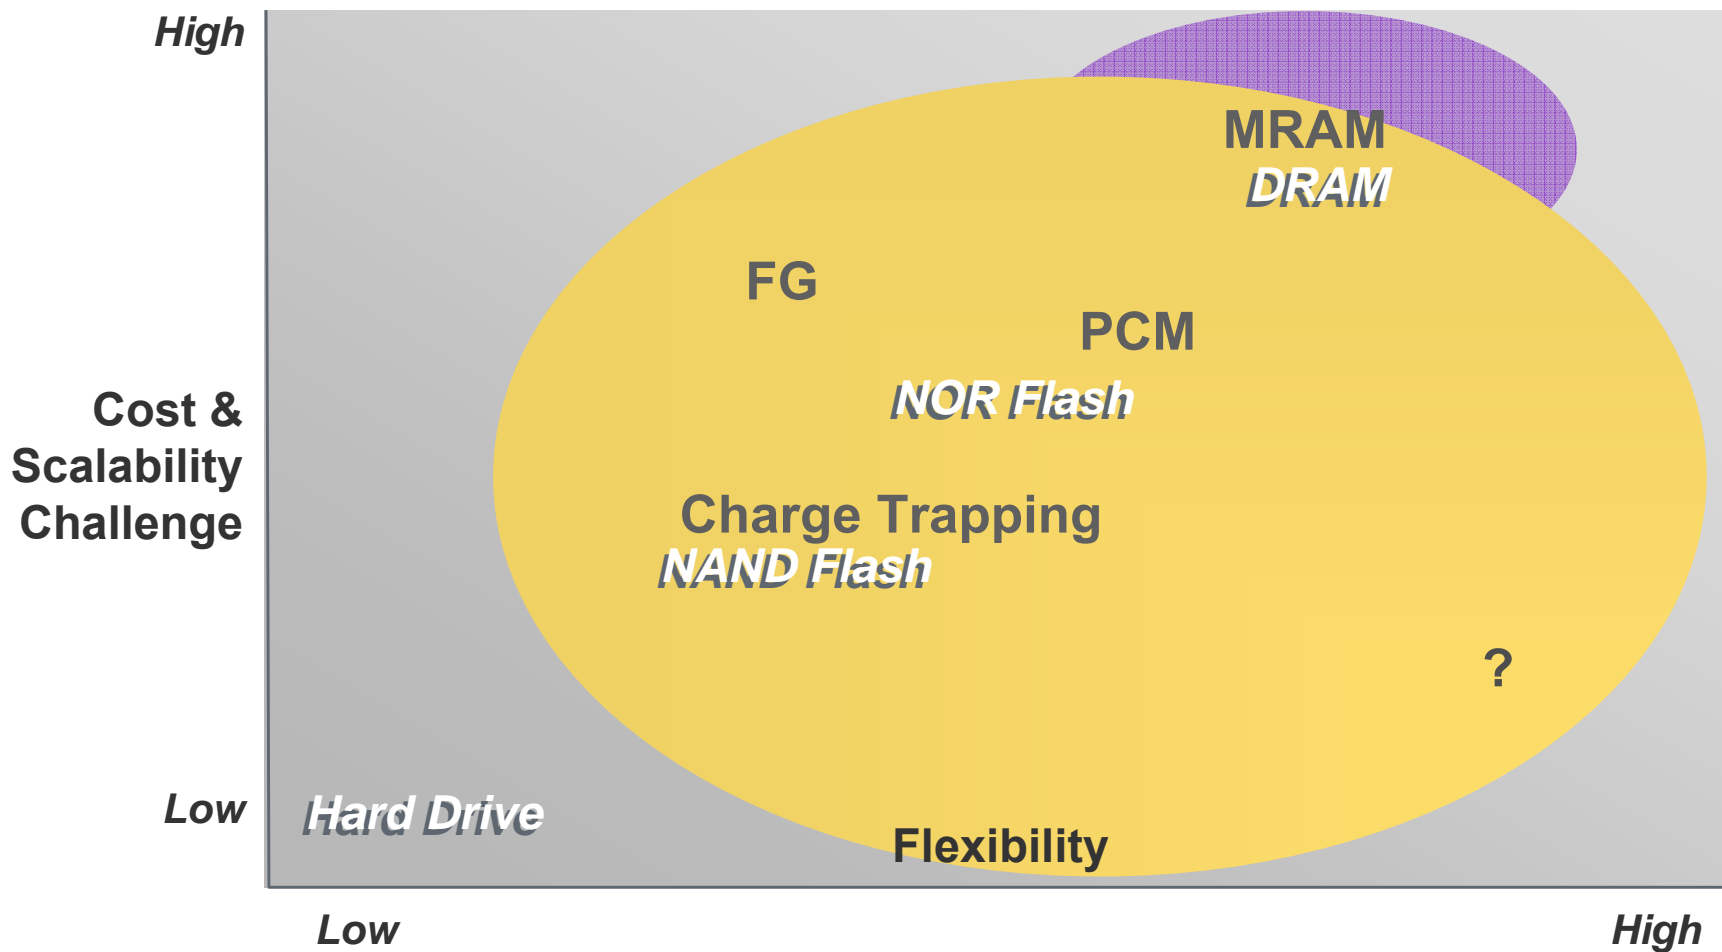 High
MRAM
DRAM
FG
PCM
NOR Flash
Cost &
Scalability
Challenge
Charge Trapping
NAND Flash
?
Low
Hard Drive
Flexibility
Low
High